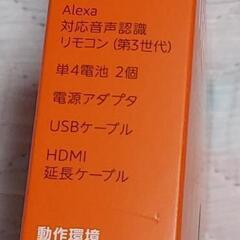 Alexa
対応音声認識
リモコン (第3世代)
単4電池 2個
電源アダプタ
USBケーブル
HDMI
延長ケーブル
動作環境